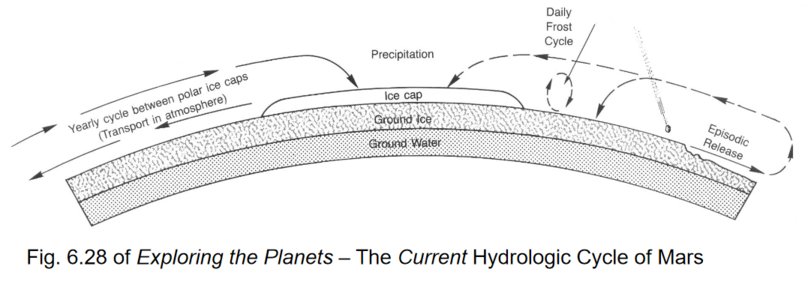 Daily
Frost
Cycle
Precipitation
Yearly cycle between polar ice caps
(Transport in atmosphere)
Ice cap
Ground Ice
Ground Water
Episodic
Release
Fig. 6.28 of Exploring the Planets – The Current Hydrologic Cycle of Mars